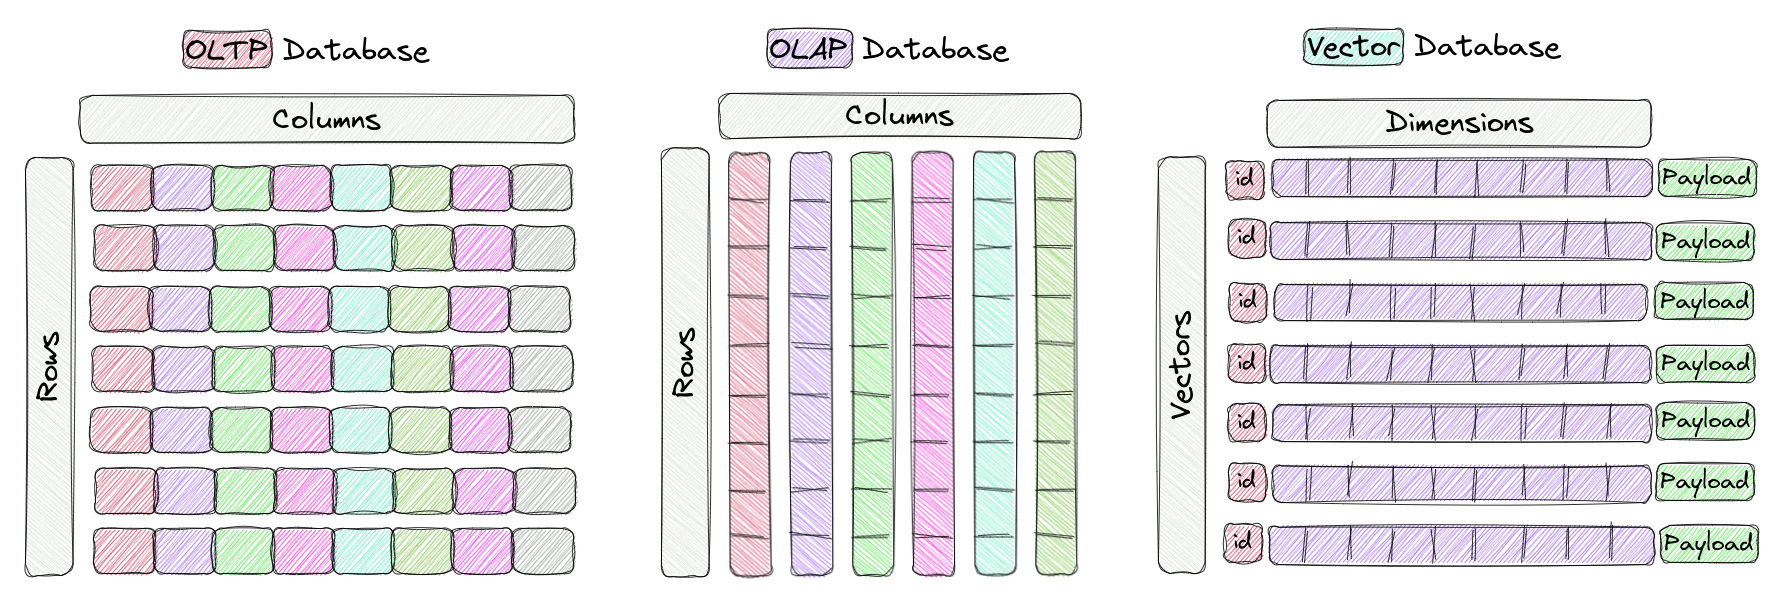 OLTP Database
Columns
Rows
OLAP Database
Columns
Rows
Vector Database
Dimensions
Vectors
id Payload
id Payload
id Payload
id Payload
id Payload
id Payload
id Payload